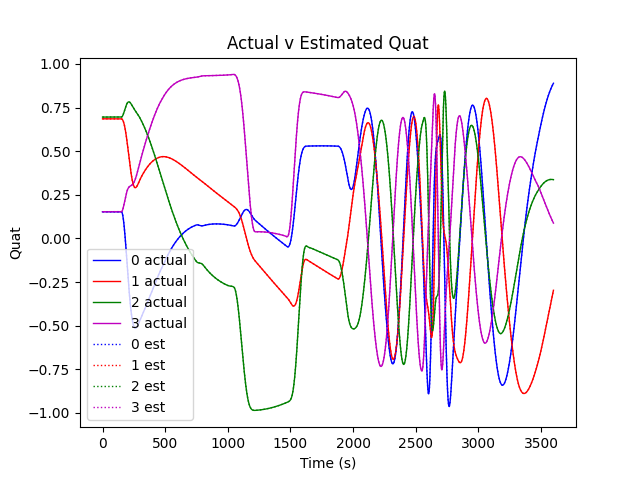 Actual v Estimated Quat
1.00
0.75
0.50
0.25
0.00
−0.25
−0.50
−0.75
−1.00
Quat
0 actual
1 actual
2 actual
3 actual
0 est
1 est
2 est
3 est
0 500 1000 1500 2000 2500 3000 3500
Time (s)